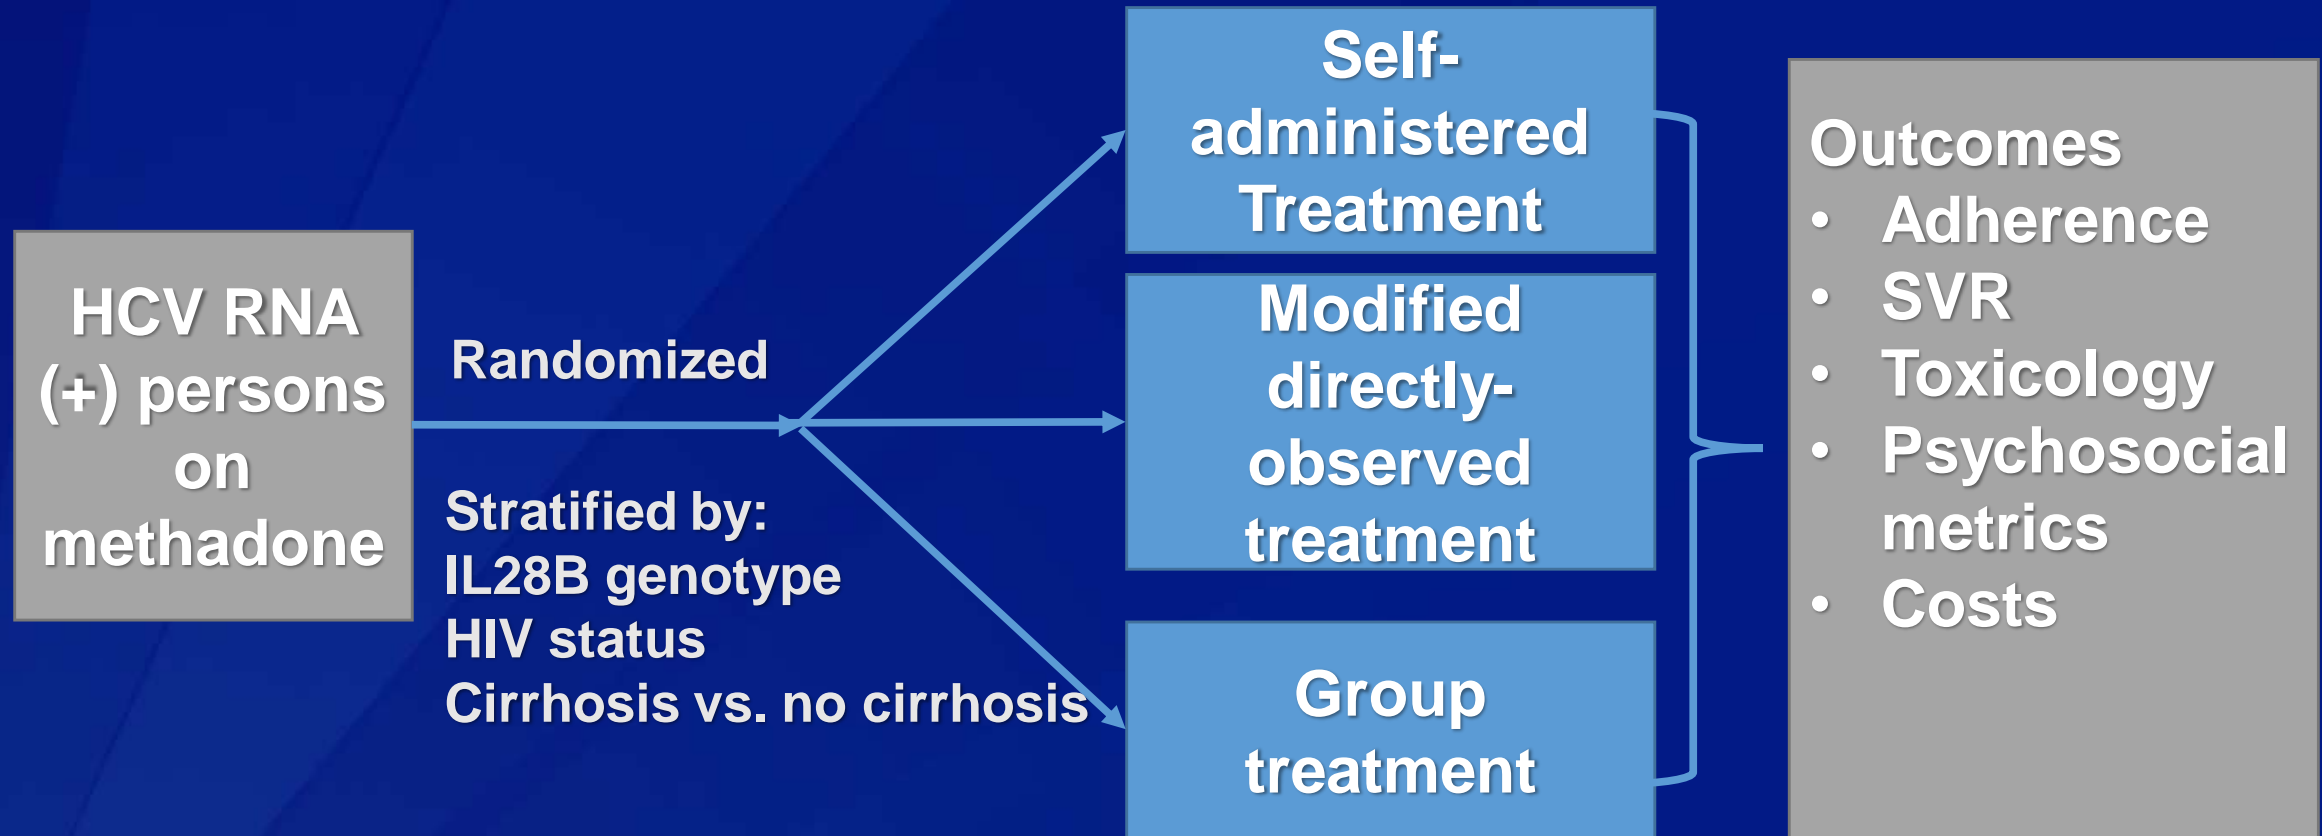 HCV RNA
(+) persons
on
methadone
Randomized
Stratified by:
IL28B genotype
HIV status
Cirrhosis vs. no cirrhosis
Self-
administered
Treatment
Modified
directly-
observed
treatment
Group
treatment
Outcomes
• Adherence
• SVR
• Toxicology
• Psychosocial
metrics
• Costs